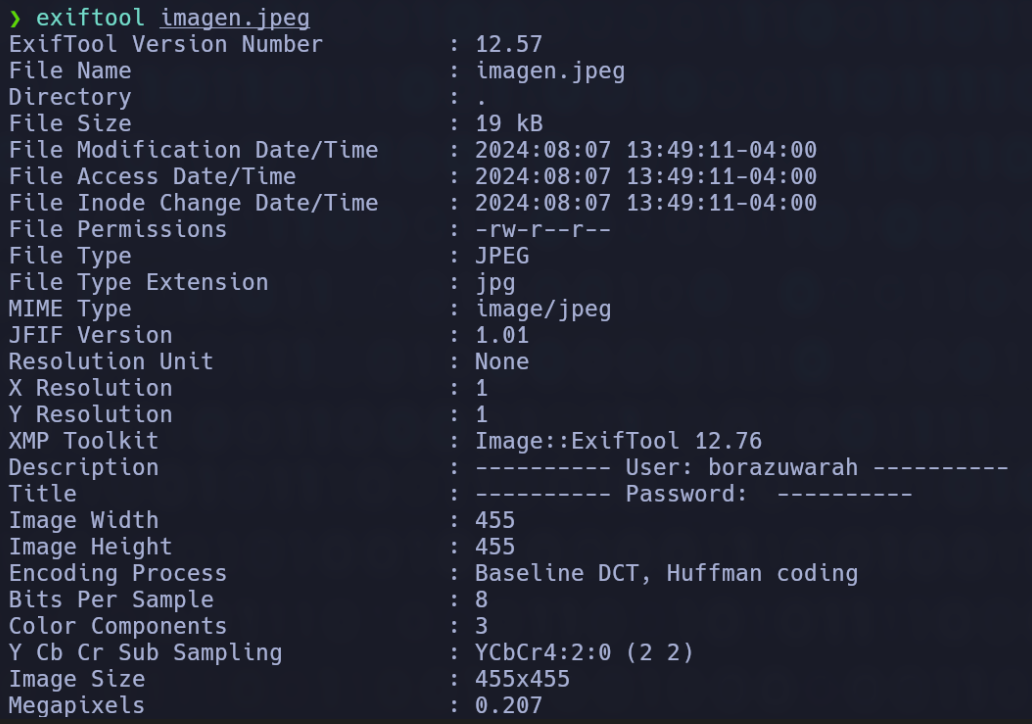 ❯ exiftool imagen.jpeg
ExifTool Version Number         : 12.57
File Name                       : imagen.jpeg
Directory                       : .
File Size                       : 19 kB
File Modification Date/Time     : 2024:08:07 13:49:11-04:00
File Access Date/Time           : 2024:08:07 13:49:11-04:00
File Inode Change Date/Time     : 2024:08:07 13:49:11-04:00
File Permissions                : -rw-r--r--
File Type                       : JPEG
File Type Extension             : jpg
MIME Type                       : image/jpeg
JFIF Version                    : 1.01
Resolution Unit                 : None
X Resolution                    : 1
Y Resolution                    : 1
XMP Toolkit                     : Image::ExifTool 12.76
Description                     : ---------- User: borazuwarah ----------
Title                           : ---------- Password:  ----------
Image Width                     : 455
Image Height                    : 455
Encoding Process                : Baseline DCT, Huffman coding
Bits Per Sample                 : 8
Color Components                : 3
Y Cb Cr Sub Sampling            : YCbCr4:2:0 (2 2)
Image Size                      : 455x455
Megapixels                      : 0.207